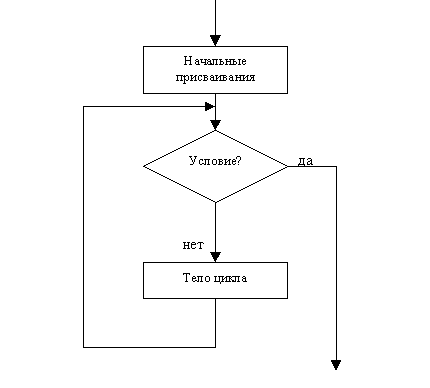 Начальные
присваивания
Условие?
да
нет
Тело цикла